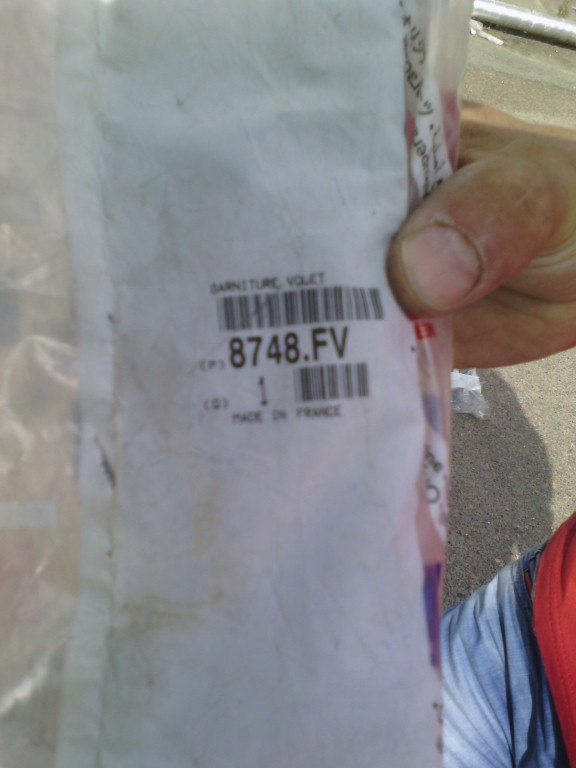 GARNITURE VOLET
(P) 8748.FV
(Q) 1
MADE IN FRANCE